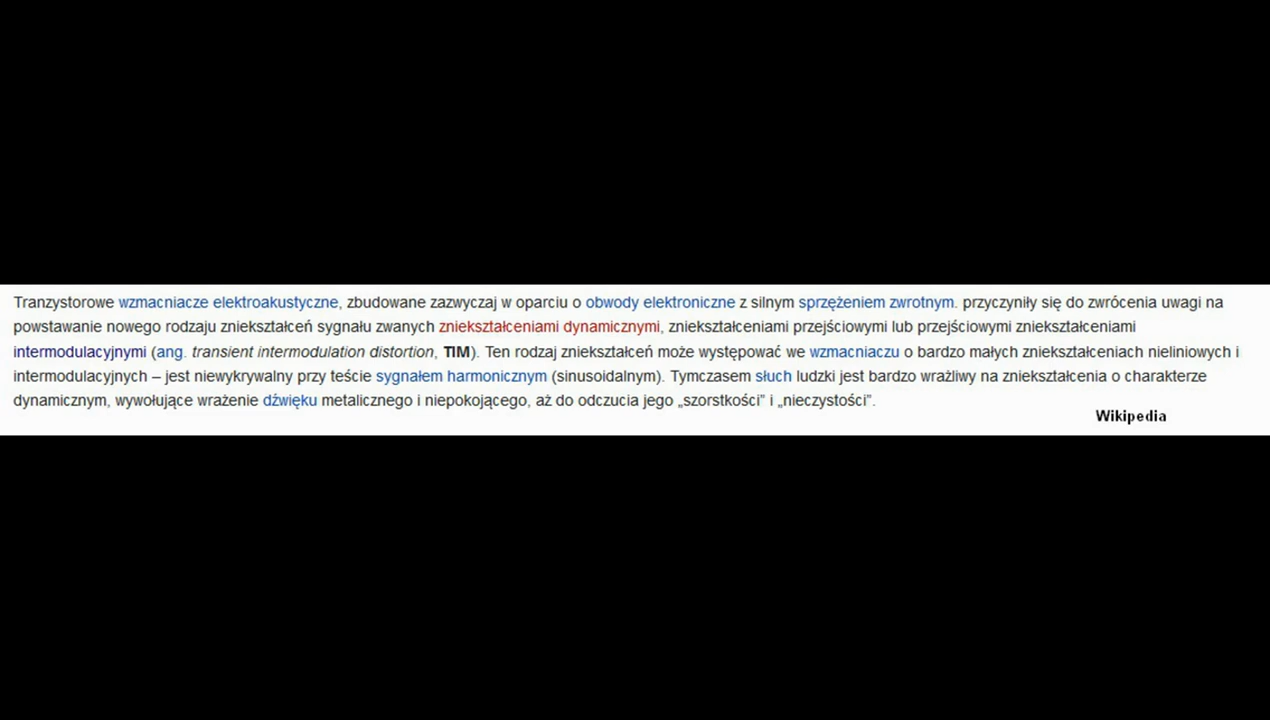 Tranzystorowe wzmacniacze elektroakustyczne, zbudowane zazwyczaj w oparciu o obwody elektroniczne z silnym sprzężeniem zwrotnym. przyczyniły się do zwrócenia uwagi na
powstawanie nowego rodzaju zniekształceń sygnału zwanych zniekształceniami dynamicznymi, zniekształceniami przejściowymi lub przejściowymi zniekształceniami
intermodulacyjnymi (ang. transient intermodulation distortion, TIM). Ten rodzaj zniekształceń może występować we wzmacniaczu o bardzo małych zniekształceniach nieliniowych i
intermodulacyjnych – jest niewykrywalny przy teście sygnałem harmonicznym (sinusoidalnym). Tymczasem słuch ludzki jest bardzo wrażliwy na zniekształcenia o charakterze
dynamicznym, wywołujące wrażenie dźwięku metalicznego i niepokojącego, aż do odczucia jego „szorstkości” i „nieczystości”.
Wikipedia